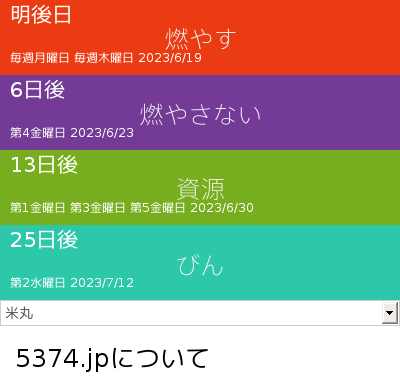 明後日
燃やす
毎週月曜日 毎週木曜日 2023/6/19
6日後
燃やさない
第4金曜日 2023/6/23
13日後
資源
第1金曜日 第3金曜日 第5金曜日 2023/6/30
25日後
びん
第2水曜日 2023/7/12
米丸
5374.jpについて